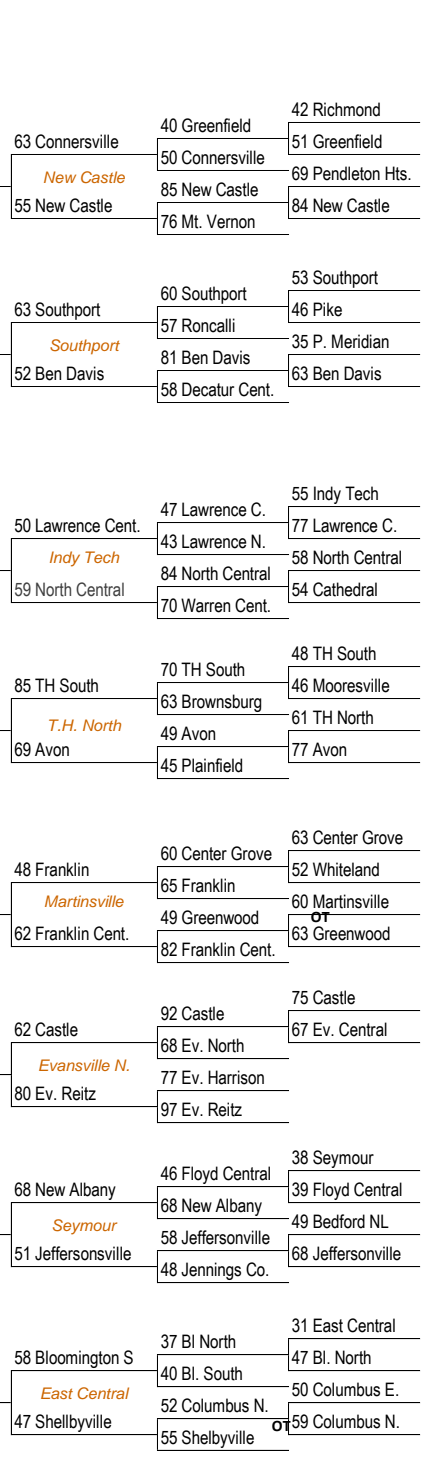 42 Richmond
40 Greenfield
63 Connersville
51 Greenfield
50 Connersville
New Castle
69 Pendleton Hts.
85 New Castle
55 New Castle
84 New Castle
76 Mt. Vernon
53 Southport
60 Southport
63 Southport
46 Pike
57 Roncalli
Southport
35 P. Meridian
81 Ben Davis
52 Ben Davis
63 Ben Davis
58 Decatur Cent.
55 Indy Tech
47 Lawrence C.
50 Lawrence Cent.
77 Lawrence C.
43 Lawrence N.
Indy Tech
58 North Central
84 North Central
59 North Central
54 Cathedral
70 Warren Cent.
48 TH South
70 TH South
85 TH South
46 Mooresville
63 Brownsburg
T.H. North
61 TH North
49 Avon
69 Avon
77 Avon
45 Plainfield
63 Center Grove
60 Center Grove
48 Franklin
52 Whiteland
65 Franklin
Martinsville
60 Martinsville
OT
49 Greenwood
62 Franklin Cent.
63 Greenwood
82 Franklin Cent.
75 Castle
92 Castle
62 Castle
67 Ev. Central
68 Ev. North
Evansville N.
77 Ev. Harrison
80 Ev. Reitz
97 Ev. Reitz
38 Seymour
46 Floyd Central
68 New Albany
39 Floyd Central
68 New Albany
Seymour
49 Bedford NL
58 Jeffersonville
51 Jeffersonsville
68 Jeffersonville
48 Jennings Co.
31 East Central
37 Bl North
58 Bloomington S
47 Bl. North
40 Bl. South
East Central
50 Columbus E.
52 Columbus N.
47 Shellbyville
OT
59 Columbus N.
55 Shelbyville